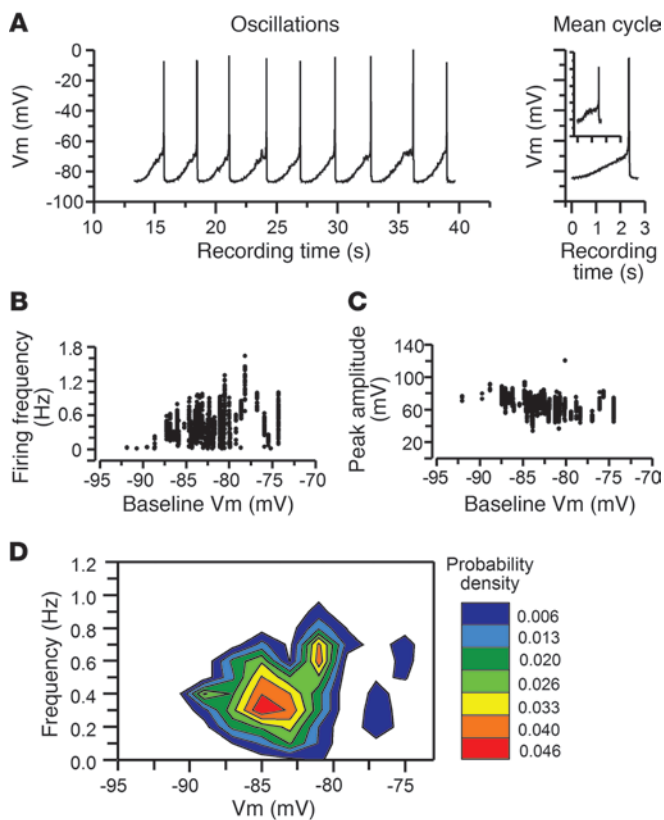 A
Oscillations
Mean cycle
Vm (mV)
0
-20
-40
-60
-80
-100
10 15 20 25 30 35 40
Recording time (s)
Vm (mV)
0 1 2 3
Recording
time (s)
B
Firing frequency
(Hz)
1.8
1.2
0.6
0
-95 -90 -85 -80 -75 -70
Baseline Vm (mV)
C
Peak amplitude
(mV)
140
100
60
20
-95 -90 -85 -80 -75 -70
Baseline Vm (mV)
D
Frequency (Hz)
1.2
1.0
0.8
0.6
0.4
0.2
0.0
-95 -90 -85 -80 -75
Vm (mV)
Probability
density
0.006
0.013
0.020
0.026
0.033
0.040
0.046